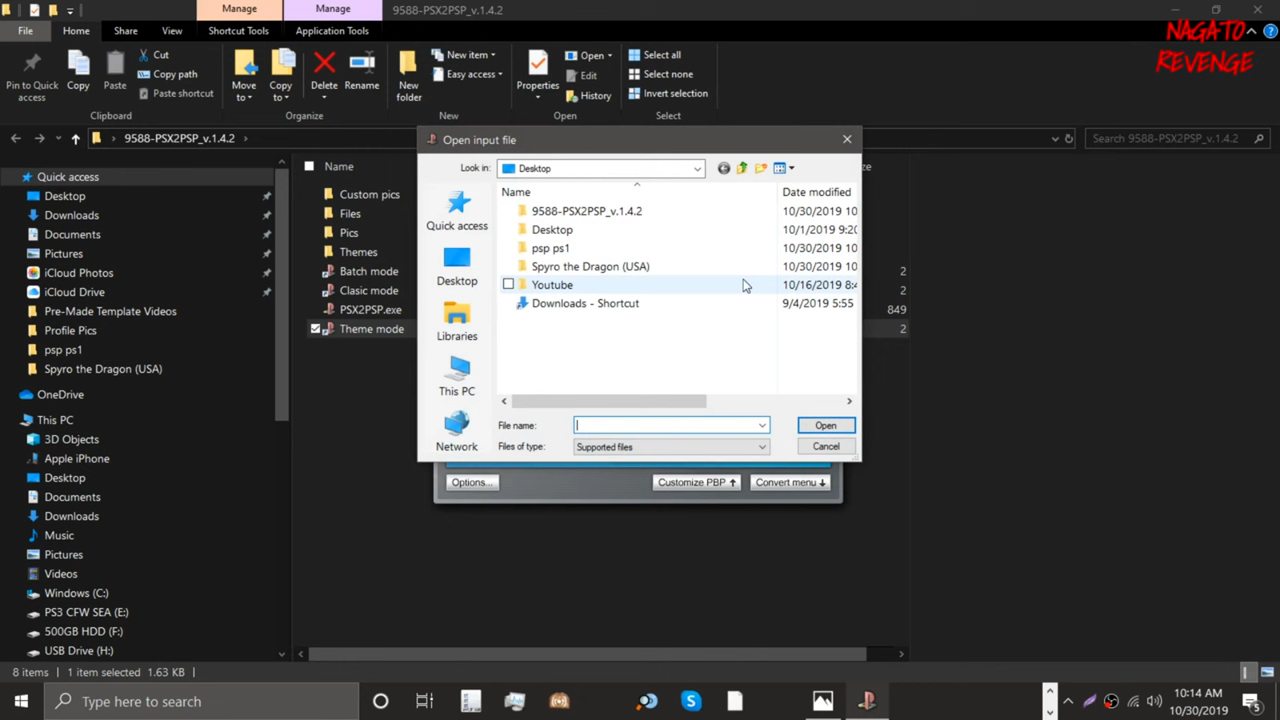 Manage
Manage
9588-PSX2PSP_v.1.4.2
File
Home
Share
View
Shortcut Tools
Application Tools
NAGATO
REVENGE
Pin to Quick
access
Copy
Paste
Cut
Copy path
Paste shortcut
Clipboard
Move
to
Copy
to
Delete
Rename
Organize
New
folder
New item
Easy access
New
Properties
Open
Edit
History
Open
Select all
Select none
Invert selection
Select
9588-PSX2PSP_v.1.4.2
Search 9588-PSX2PSP_v.1.4.2
Quick access
Desktop
Downloads
Documents
Pictures
iCloud Photos
iCloud Drive
Pre-Made Template Videos
Profile Pics
psp ps1
Spyro the Dragon (USA)
OneDrive
This PC
3D Objects
Apple iPhone
Desktop
Documents
Downloads
Music
Pictures
Videos
Windows (C:)
PS3 CFW SEA (E:)
500GB HDD (F:)
USB Drive (H:)
Name
Custom pics
Files
Pics
Themes
Batch mode
2
Clasic mode
2
PSX2PSP.exe
849
Theme mode
2
Open input file
Look in:
Desktop
Quick access
Desktop
Libraries
This PC
Network
Name
Date modified
9588-PSX2PSP_v.1.4.2
10/30/2019 10
Desktop
10/1/2019 9:20
psp ps1
10/30/2019 10
Spyro the Dragon (USA)
10/30/2019 10
Youtube
10/16/2019 8:4
Downloads - Shortcut
9/4/2019 5:55
File name:
Open
Files of type:
Supported files
Cancel
Options...
Customize PBP
Convert menu
8 items
1 item selected 1.63 KB
Type here to search
10:14 AM
10/30/2019
5